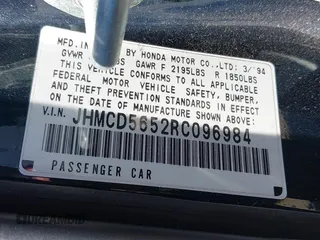 MFD. IN BY HONDA MOTOR CO., LTD: 3/'94
GVWR LBS GAWR F 2195LBS R 1850LBS
THIS VEHICLE CONFORMS TO ALL APPLICABLE
FEDERAL MOTOR VEHICLE SAFETY, BUMPER,
AND THEFT PREVENTION STANDARDS IN
EFFECT ON THE DATE OF
MANUFACTURE SHOWN ABOVE.
V.I.N. JHMCD5652RC096984
PASSENGER CAR